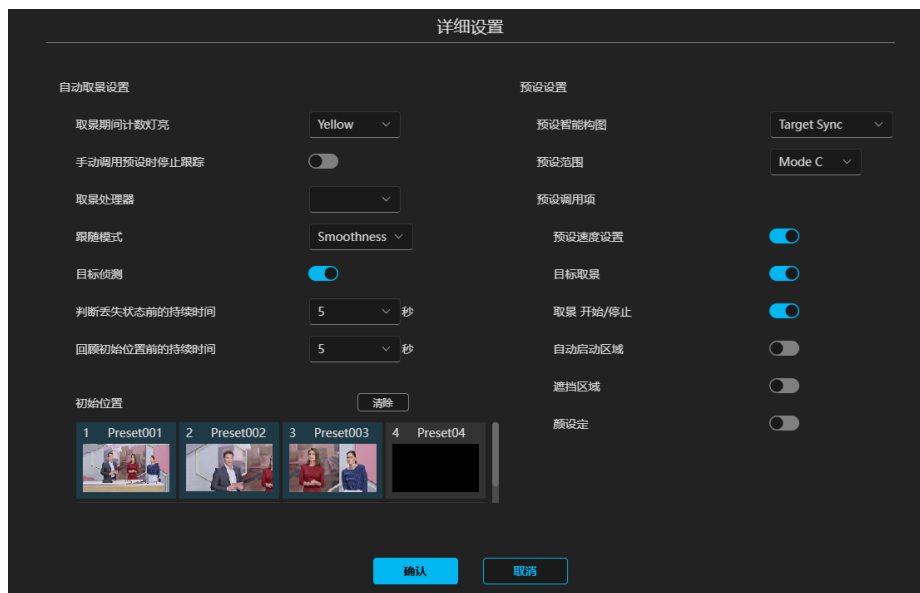 详细设置
自动取景设置
取景期间计数灯亮 Yellow
手动调用预设时停止跟踪
取景处理器
跟随模式 Smoothness
目标侦测
判断丢失状态前的持续时间 5 秒
回顾初始位置前的持续时间 5 秒
初始位置 清除
1 Preset001 2 Preset002 3 Preset003 4 Preset04
预设设置
预设智能构图 Target Sync
预设范围 Mode C
预设调用项
预设速度设置
目标取景
取景 开始/停止
自动启动区域
遮挡区域
颜设定
确认 取消